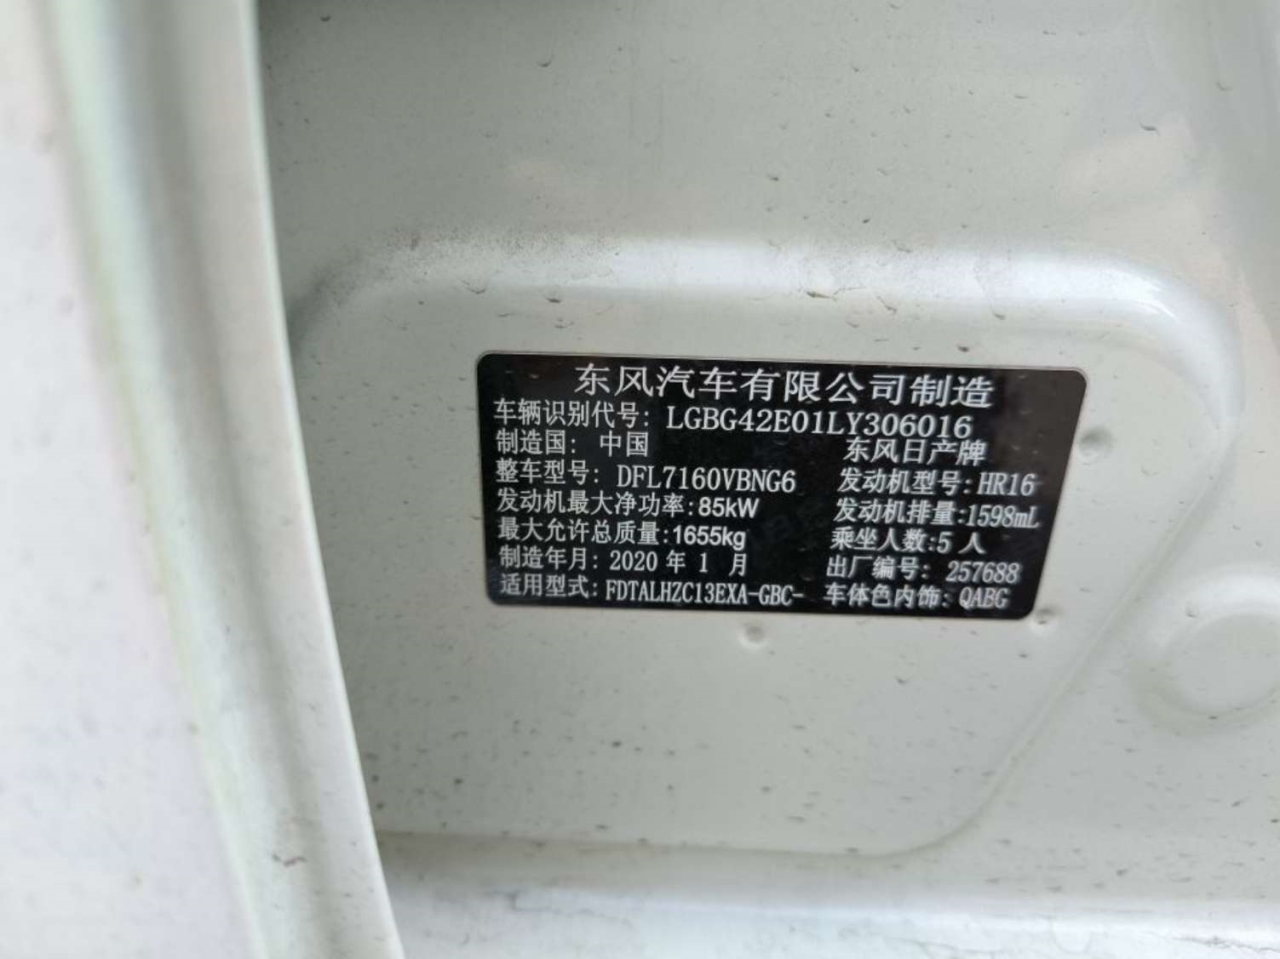 东风汽车有限公司制造
车辆识别代号: LGBG42E01LY306016
制造国: 中国 东风日产牌
整车型号: DFL7160VBNG6 发动机型号: HR16
发动机最大净功率: 85kW 发动机排量: 1598mL
最大允许总质量: 1655kg 乘坐人数: 5 人
制造年月: 2020 年 1 月 出厂编号: 257688
适用型式: FDTALHZC13EXA-GBC- 车体色内饰: QABG